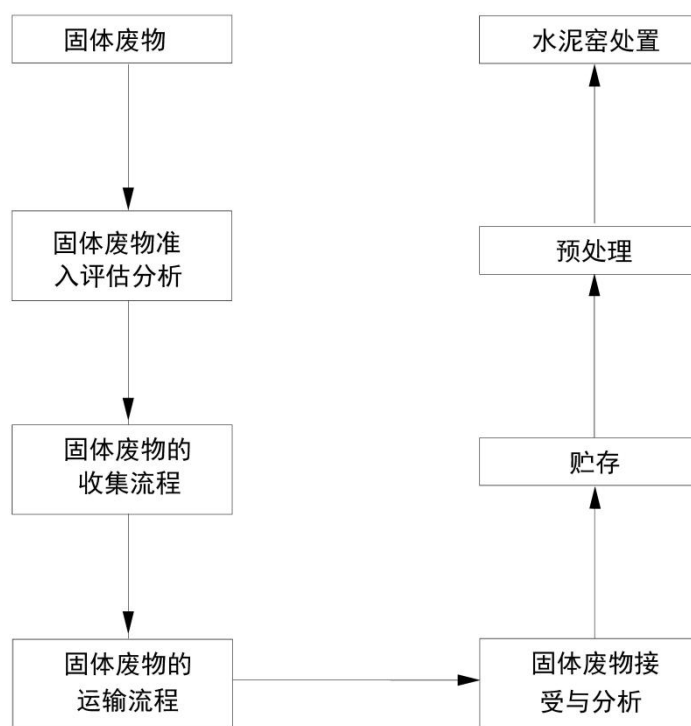 固体废物
固体废物准
入评估分析
固体废物的
收集流程
固体废物的
运输流程
固体废物接
受与分析
贮存
预处理
水泥窑处置